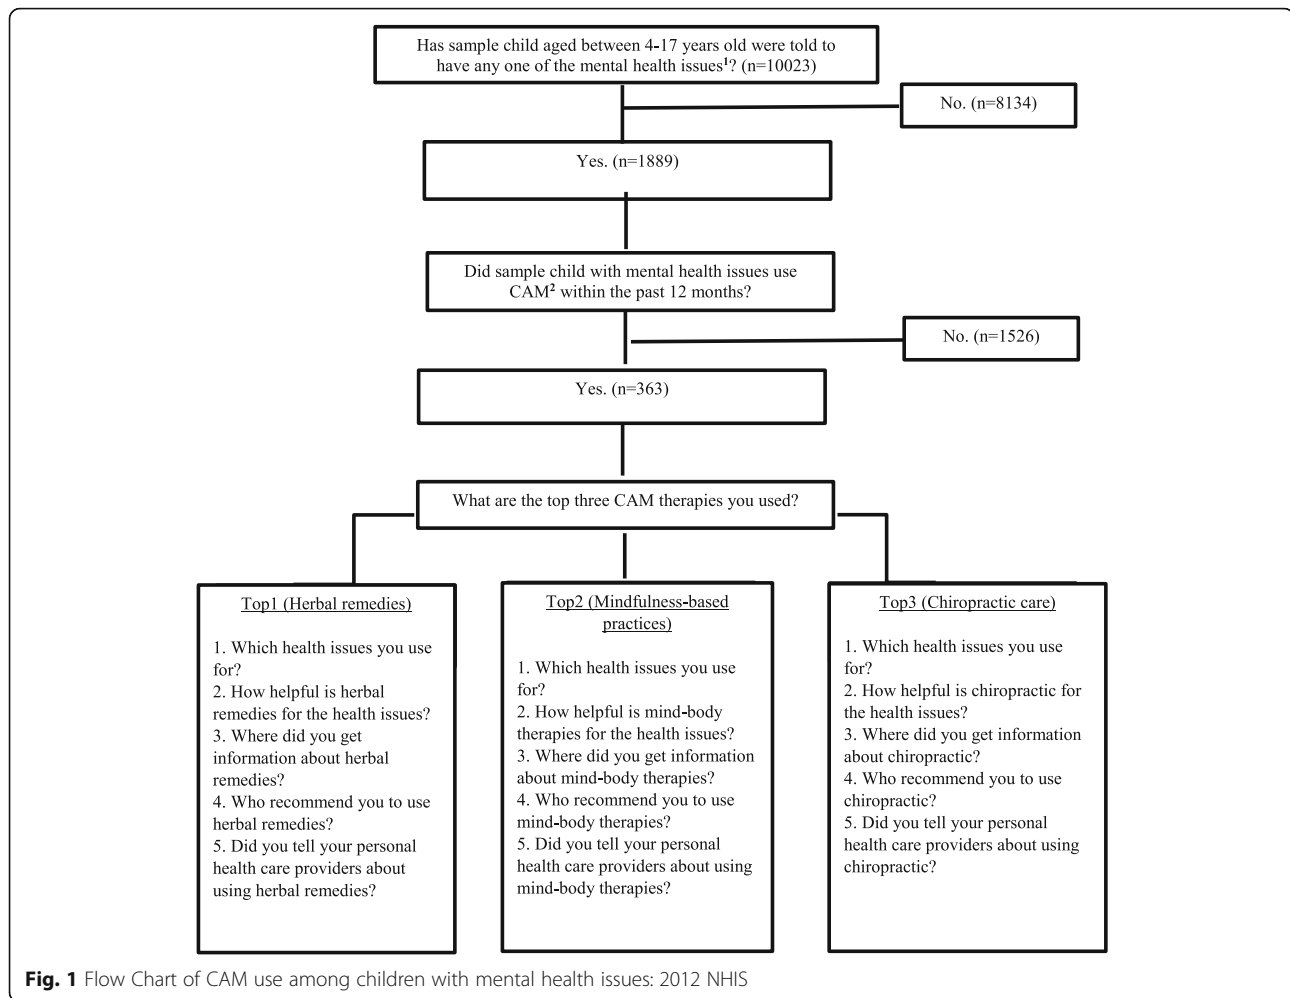 Has sample child aged between 4-17 years old were told to
have any one of the mental health issues¹? (n=10023)
No. (n=8134)
Yes. (n=1889)
Did sample child with mental health issues use
CAM² within the past 12 months?
No. (n=1526)
Yes. (n=363)
What are the top three CAM therapies you used?
Top1 (Herbal remedies)
1. Which health issues you use
for?
2. How helpful is herbal
remedies for the health issues?
3. Where did you get
information about herbal
remedies?
4. Who recommend you to use
herbal remedies?
5. Did you tell your personal
health care providers about
using herbal remedies?
Top2 (Mindfulness-based
practices)
1. Which health issues you use
for?
2. How helpful is mind-body
therapies for the health issues?
3. Where did you get information
about mind-body therapies?
4. Who recommend you to use
mind-body therapies?
5. Did you tell your personal
health care providers about using
mind-body therapies?
Top3 (Chiropractic care)
1. Which health issues you use
for?
2. How helpful is chiropractic for
the health issues?
3. Where did you get information
about chiropractic?
4. Who recommend you to use
chiropractic?
5. Did you tell your personal
health care providers about using
chiropractic?
Fig. 1 Flow Chart of CAM use among children with mental health issues: 2012 NHIS